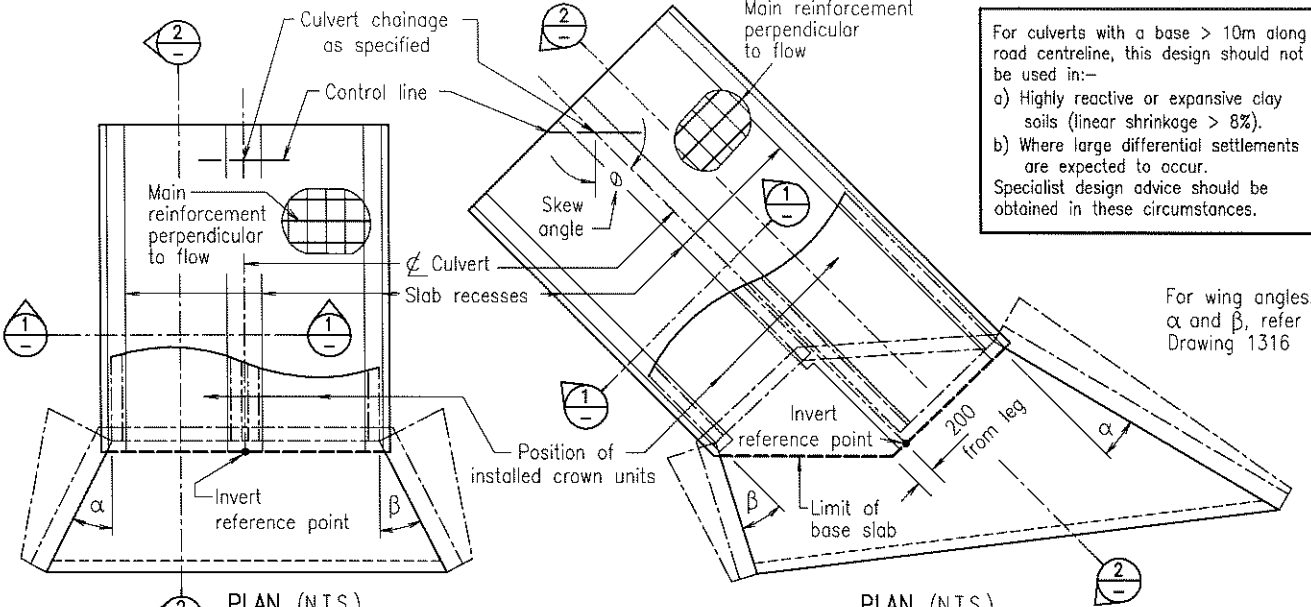 2
–
Culvert chainage
as specified
Control line
2
–
Main reinforcement
perpendicular
to flow
For culverts with a base > 10m along
road centreline, this design should not
be used in:–
a) Highly reactive or expansive clay
soils (linear shrinkage > 8%).
b) Where large differential settlements
are expected to occur.
Specialist design advice should be
obtained in these circumstances.
Main
reinforcement
perpendicular
to flow
Skew
angle
1
–
℄ Culvert
Slab recesses
1
–
1
–
For wing angles
α and β, refer
Drawing 1316
1
–
Invert
reference point
200
from leg
α
Position of
installed crown units
α
β
Invert
reference point
β
Limit of
base slab
2
–
2
PLAN (N.T.S.)
PLAN (N.T.S.)